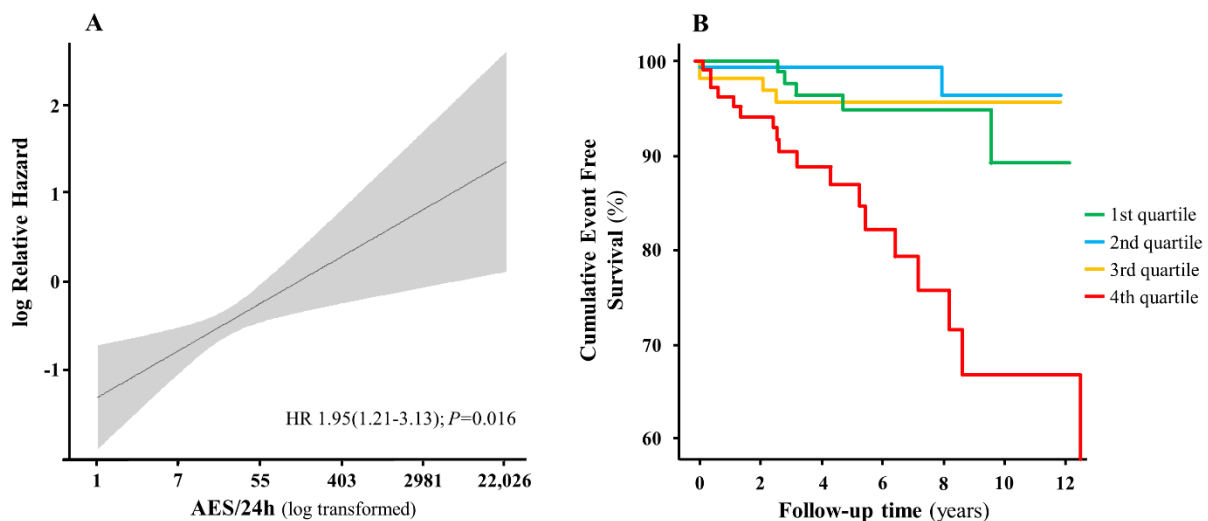 A
log Relative Hazard
2
1
0
-1
HR 1.95(1.21-3.13); P=0.016
1 7 55 403 2981 22,026
AES/24h (log transformed)
B
Cumulative Event Free
Survival (%)
100
90
80
70
60
0 2 4 6 8 10 12
Follow-up time (years)
1st quartile
2nd quartile
3rd quartile
4th quartile